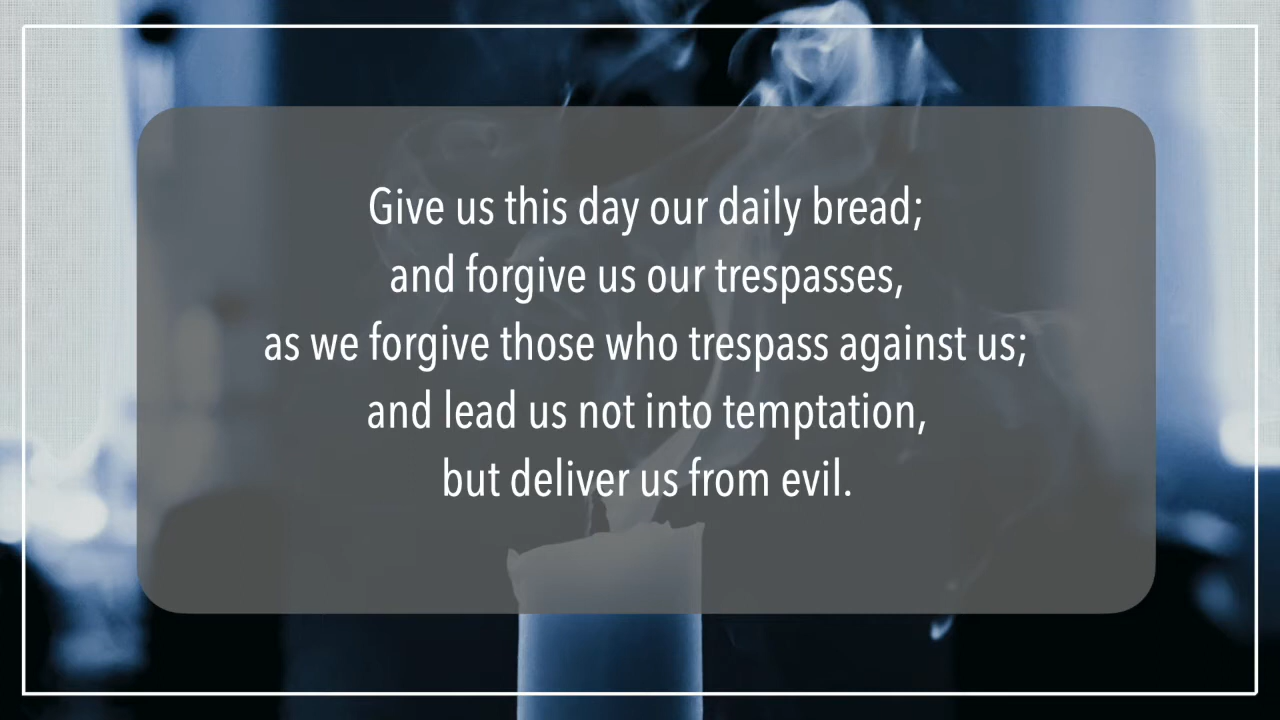 Give us this day our daily bread;
and forgive us our trespasses,
as we forgive those who trespass against us;
and lead us not into temptation,
but deliver us from evil.